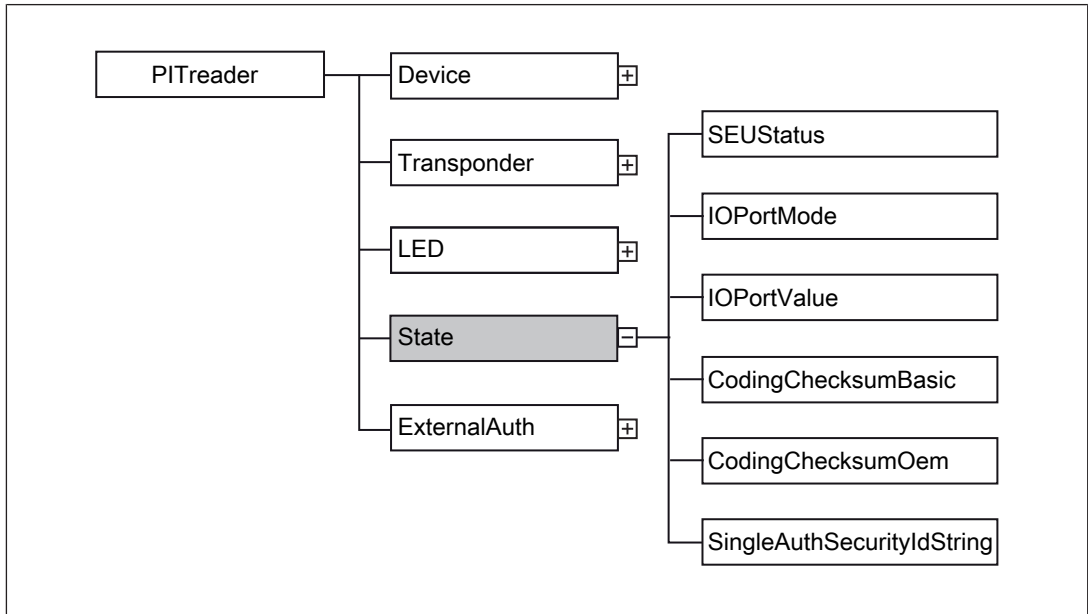 PITreader
Device
Transponder
LED
State
ExternalAuth
SEUStatus
IOPortMode
IOPortValue
CodingChecksumBasic
CodingChecksumOem
SingleAuthSecurityIdString